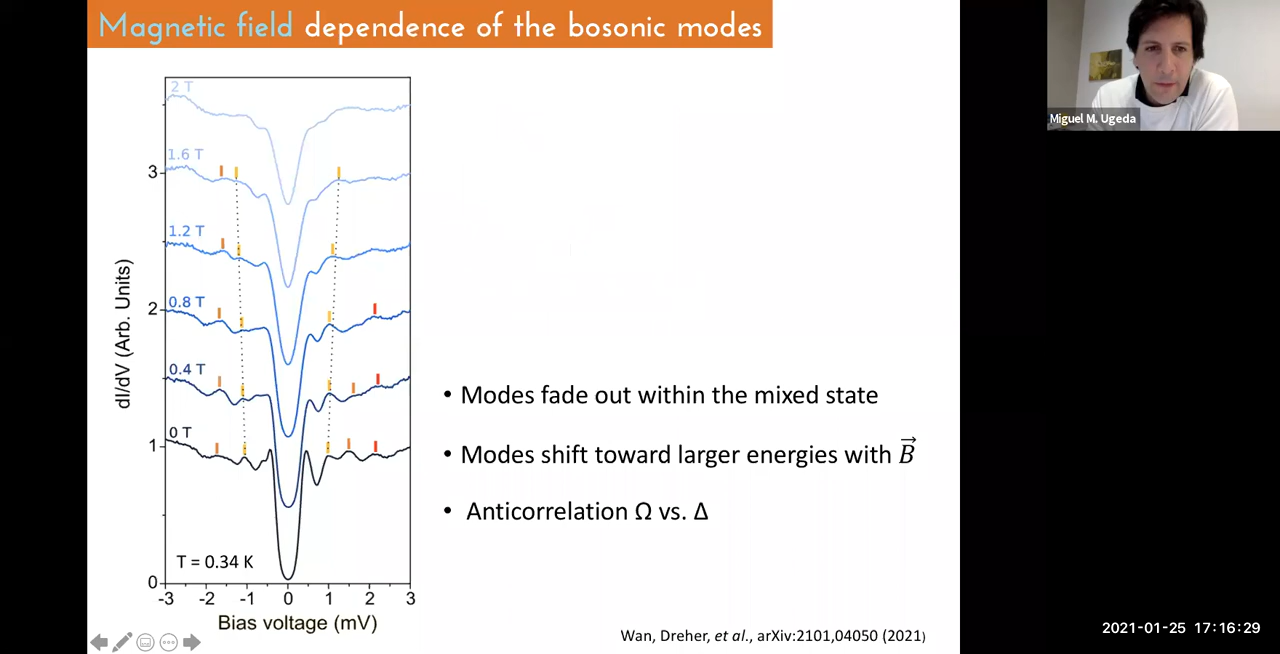 Magnetic field dependence of the bosonic modes
Miguel M. Ugeda
2 T
1.6 T
3
1.2 T
0.8 T
2
0.4 T
0 T
1
T = 0.34 K
0
-3 -2 -1 0 1 2 3
Bias voltage (mV)
dI/dV (Arb. Units)
• Modes fade out within the mixed state
• Modes shift toward larger energies with B⃗
• Anticorrelation Ω vs. Δ
Wan, Dreher, et al., arXiv:2101,04050 (2021)
2021-01-25 17:16:29